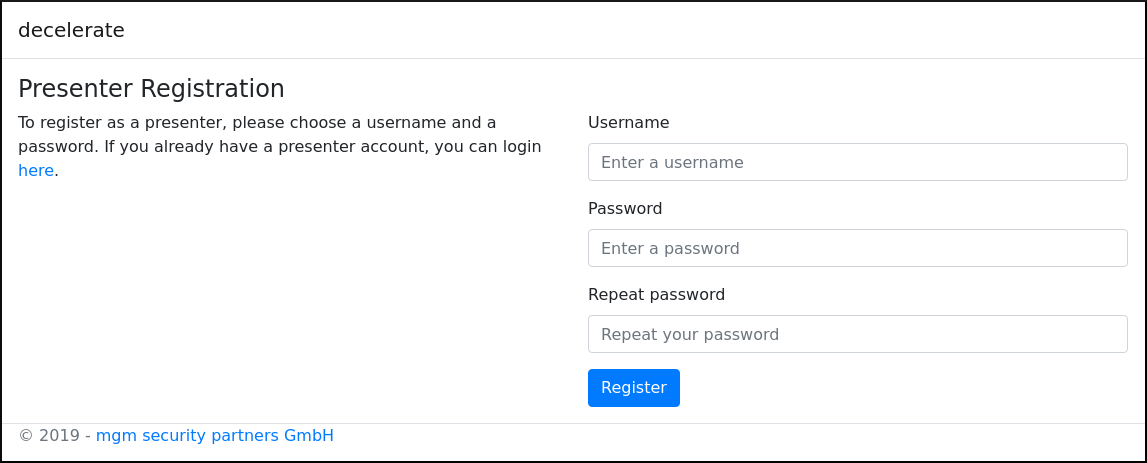 decelerate
Presenter Registration
To register as a presenter, please choose a username and a
password. If you already have a presenter account, you can login
here.
Username
Enter a username
Password
Enter a password
Repeat password
Repeat your password
Register
© 2019 - mgm security partners GmbH